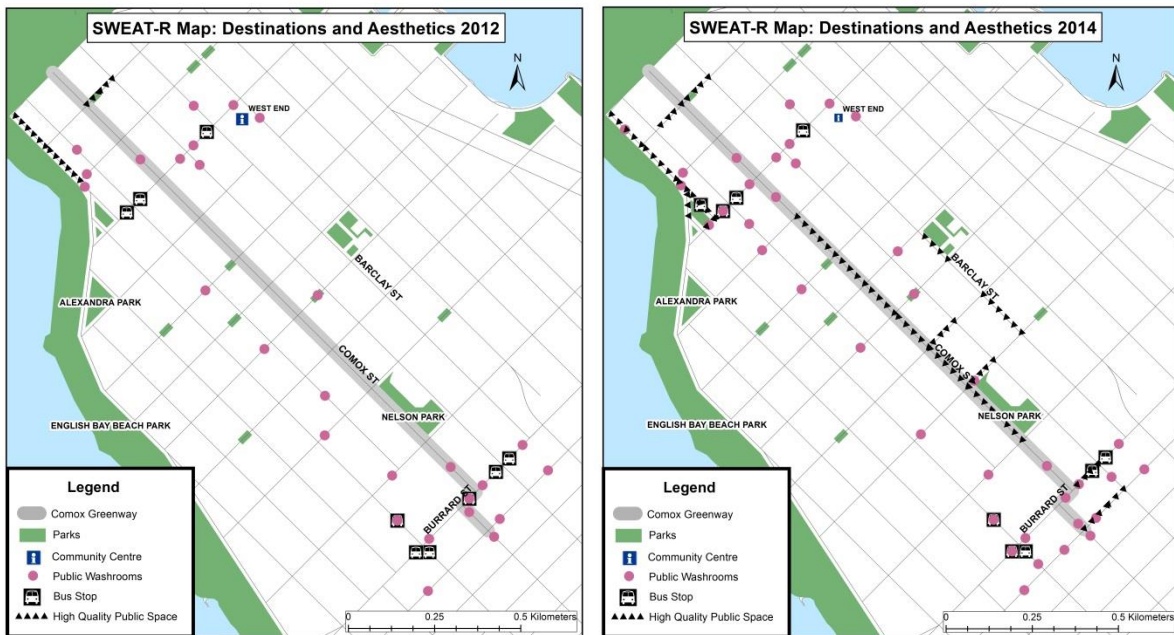 SWEAT-R Map: Destinations and Aesthetics 2012
N
WEST END
BARCLAY ST
ALEXANDRA PARK
COMOX ST
NELSON PARK
ENGLISH BAY BEACH PARK
BURRARD ST
Legend
Comox Greenway
Parks
Community Centre
Public Washrooms
Bus Stop
High Quality Public Space
0 0.25 0.5 Kilometers
SWEAT-R Map: Destinations and Aesthetics 2014
N
WEST END
BARCLAY ST
ALEXANDRA PARK
COMOX ST
NELSON PARK
ENGLISH BAY BEACH PARK
BURRARD ST
Legend
Comox Greenway
Parks
Community Centre
Public Washrooms
Bus Stop
High Quality Public Space
0 0.25 0.5 Kilometers